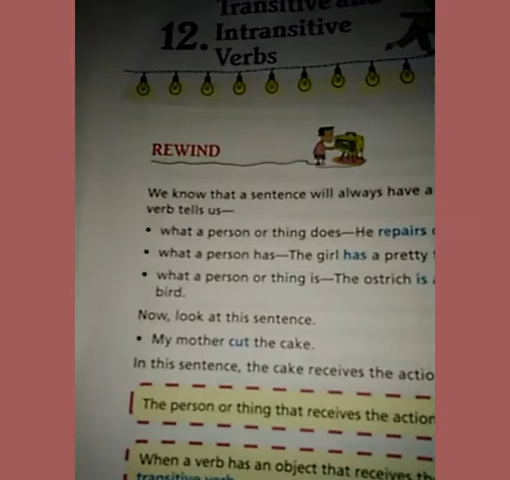 Transitive and
12. Intransitive
Verbs
REWIND
We know that a sentence will always have a
verb tells us—
• what a person or thing does—He repairs
• what a person has—The girl has a pretty
• what a person or thing is—The ostrich is
bird.
Now, look at this sentence.
• My mother cut the cake.
In this sentence, the cake receives the actio
The person or thing that receives the action
When a verb has an object that receives th
transitive verb